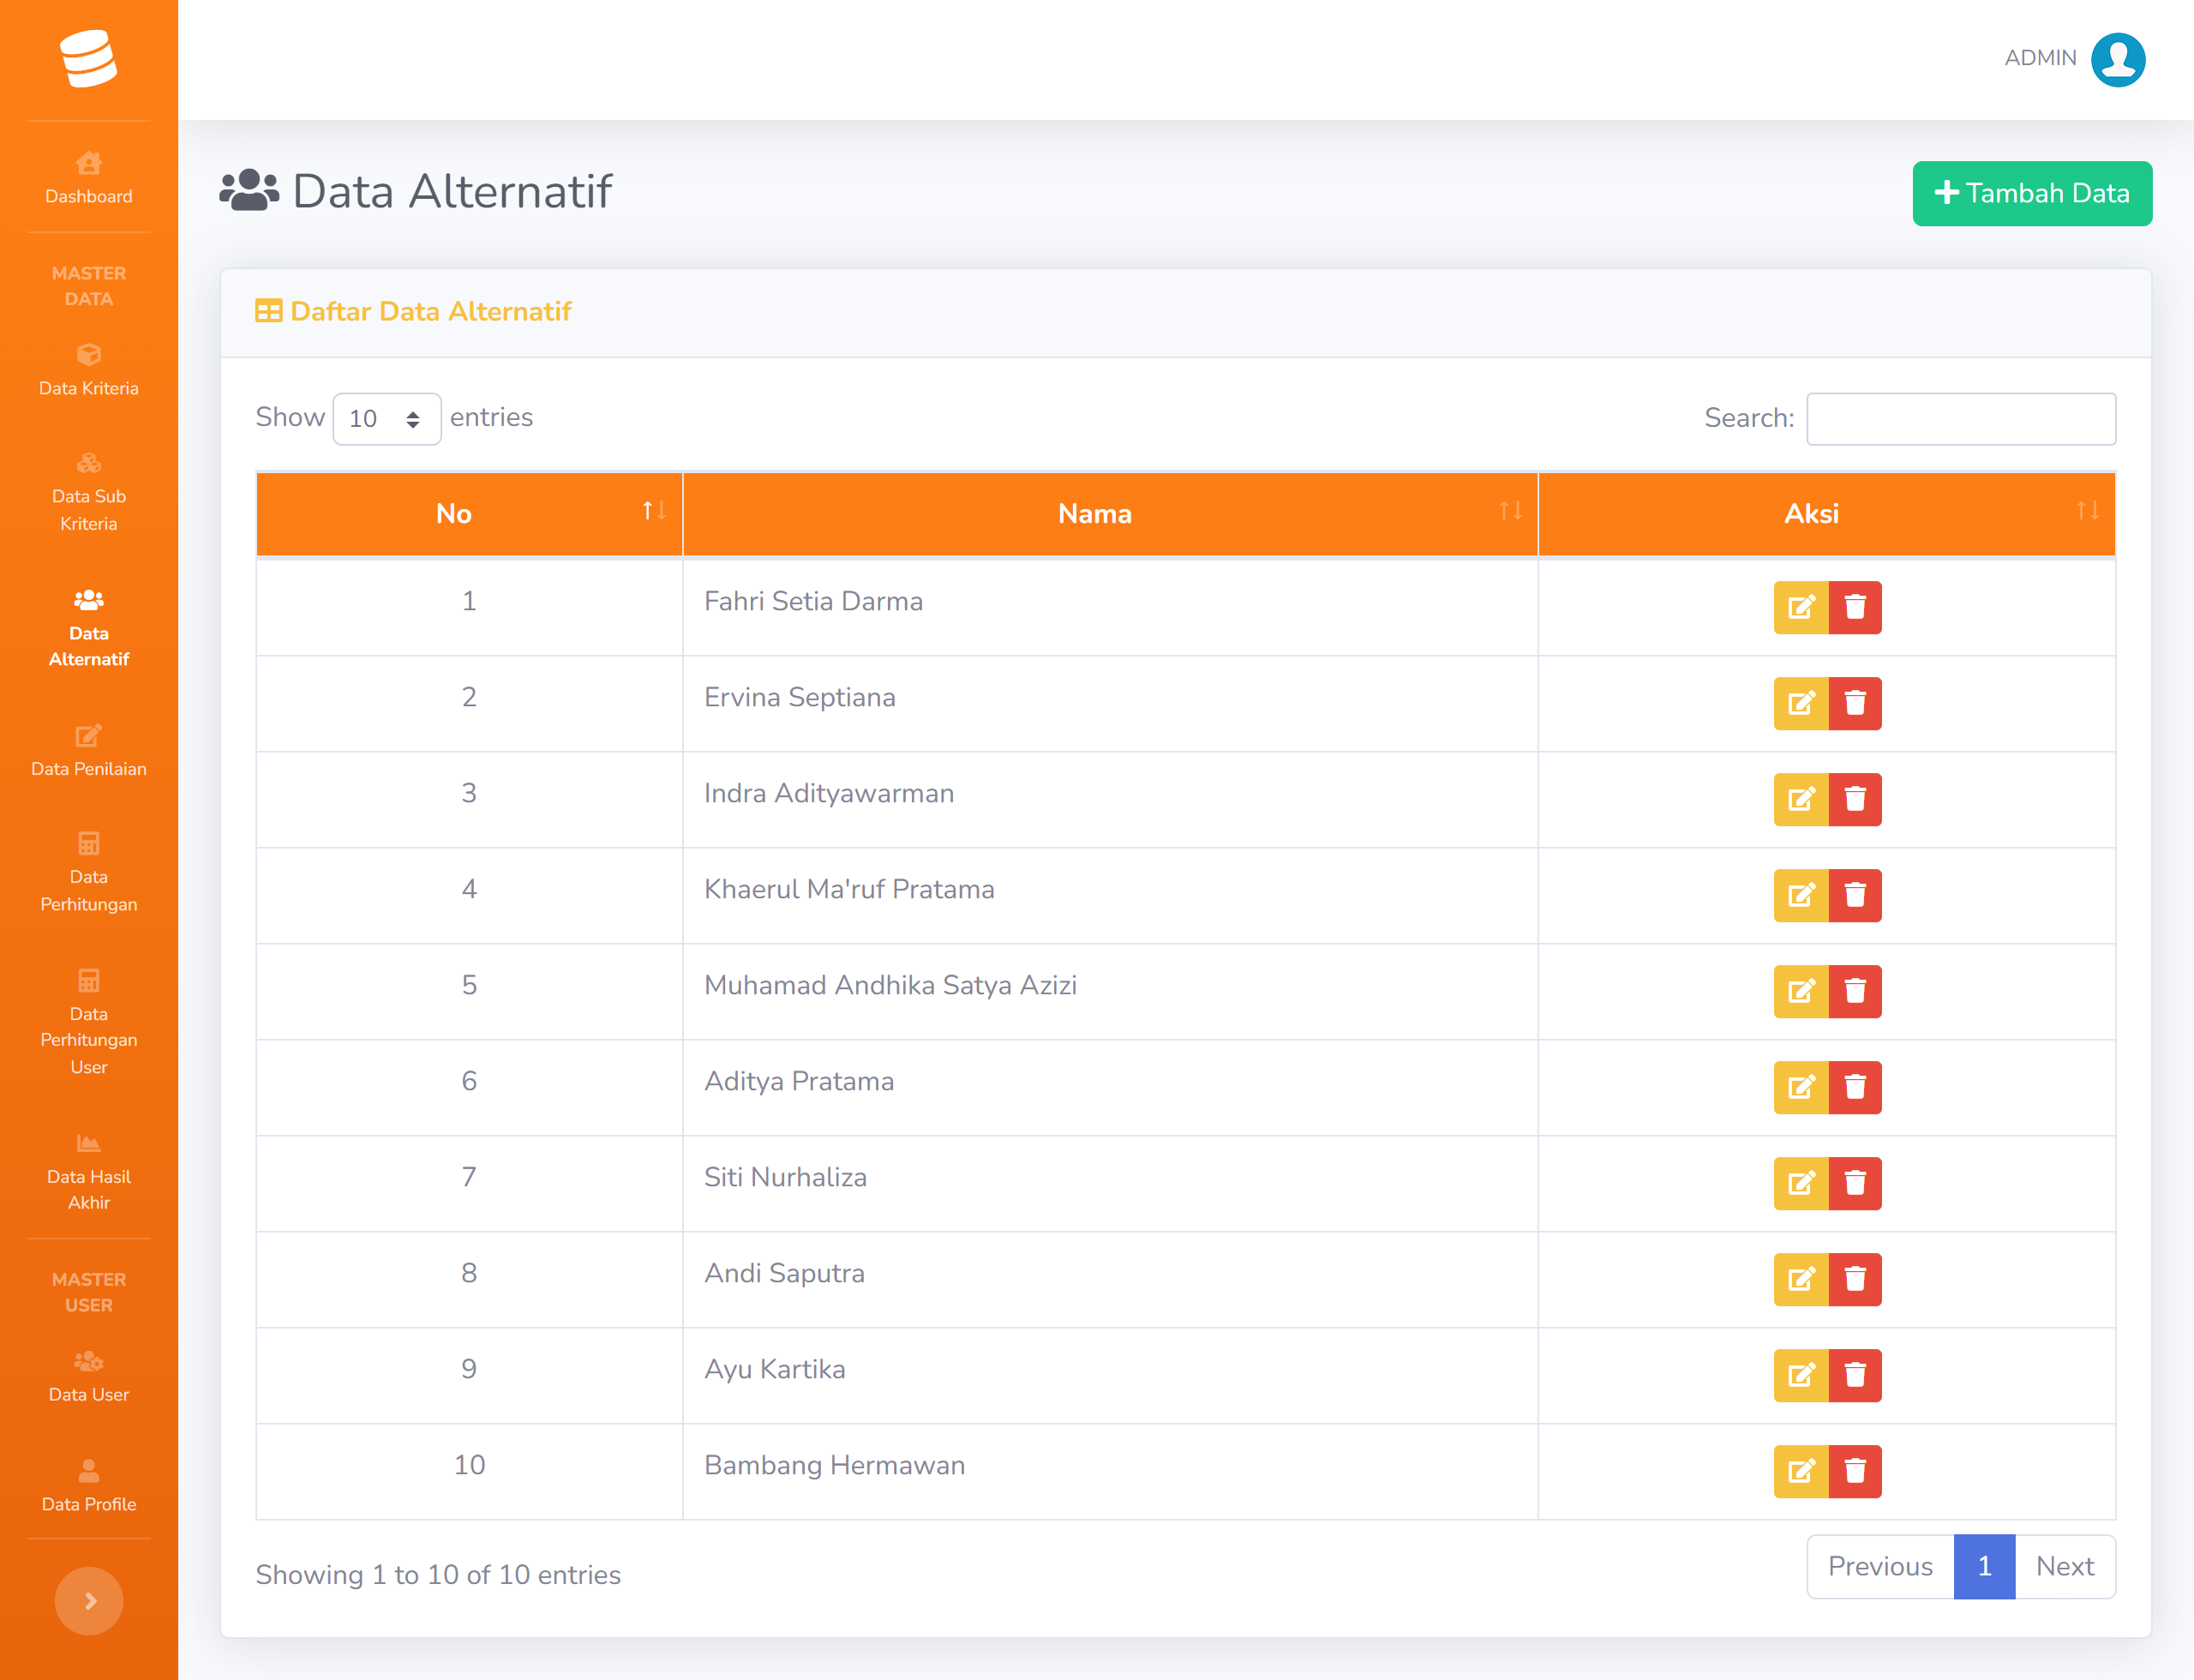 ADMIN
Dashboard
MASTER
DATA
Data Kriteria
Data Sub
Kriteria
Data
Alternatif
Data Penilaian
Data
Perhitungan
Data
Perhitungan
User
Data Hasil
Akhir
MASTER
USER
Data User
Data Profile
Data Alternatif
Tambah Data
Daftar Data Alternatif
Show 10 entries
Search:
No Nama Aksi
1 Fahri Setia Darma
2 Ervina Septiana
3 Indra Adityawarman
4 Khaerul Ma'ruf Pratama
5 Muhamad Andhika Satya Azizi
6 Aditya Pratama
7 Siti Nurhaliza
8 Andi Saputra
9 Ayu Kartika
10 Bambang Hermawan
Showing 1 to 10 of 10 entries
Previous 1 Next